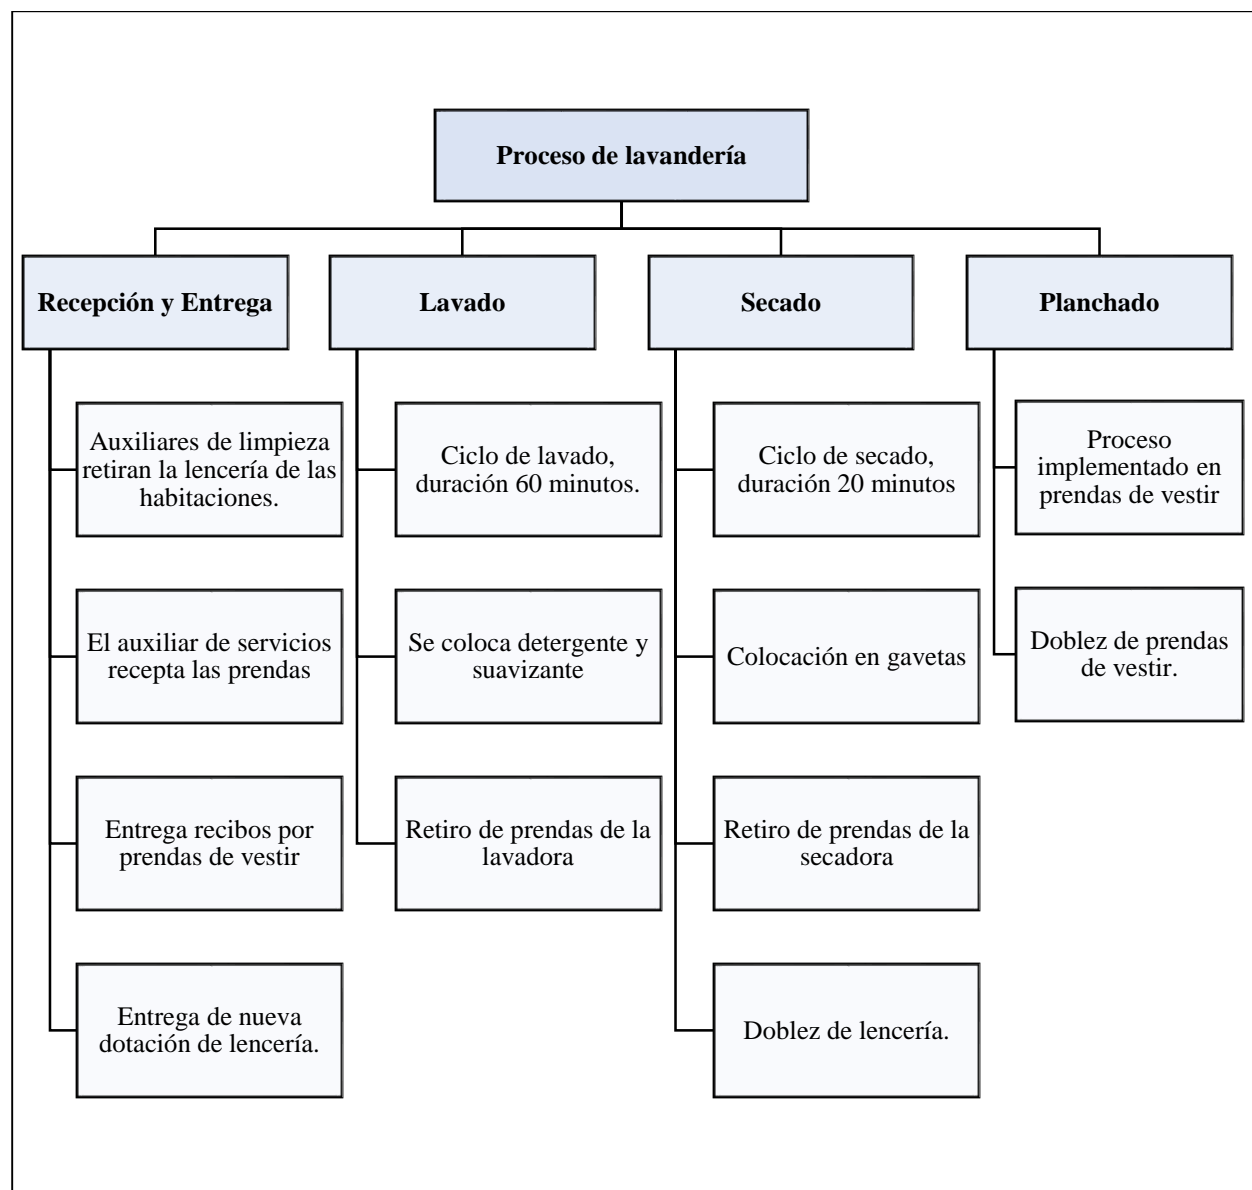 Proceso de lavandería
Recepción y Entrega
Auxiliares de limpieza
retiran la lencería de las
habitaciones.
El auxiliar de servicios
recepta las prendas
Entrega recibos por
prendas de vestir
Entrega de nueva
dotación de lencería.
Lavado
Ciclo de lavado,
duración 60 minutos.
Se coloca detergente y
suavizante
Retiro de prendas de la
lavadora
Secado
Ciclo de secado,
duración 20 minutos
Colocación en gavetas
Retiro de prendas de la
secadora
Doblez de lencería.
Planchado
Proceso
implementado en
prendas de vestir
Doblez de prendas
de vestir.